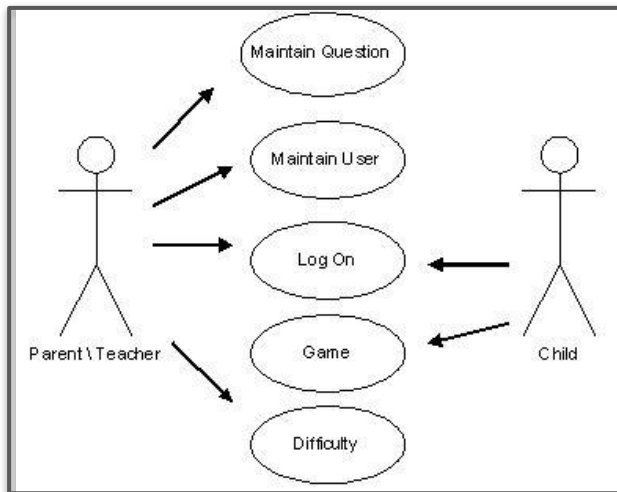 Maintain Question
Maintain User
Log On
Parent \ Teacher
Game
Child
Difficulty